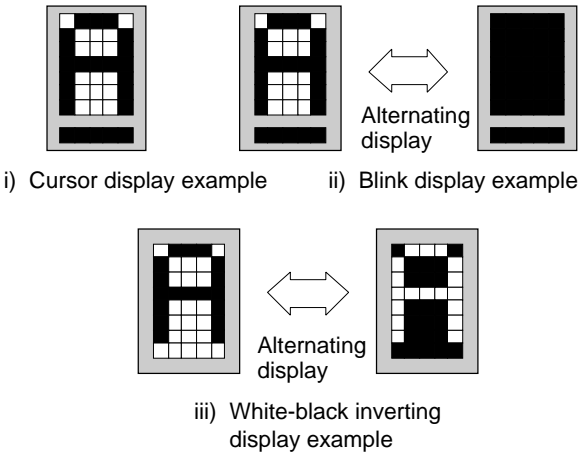 Alternating
display
i) Cursor display example
ii) Blink display example
Alternating
display
iii) White-black inverting
display example